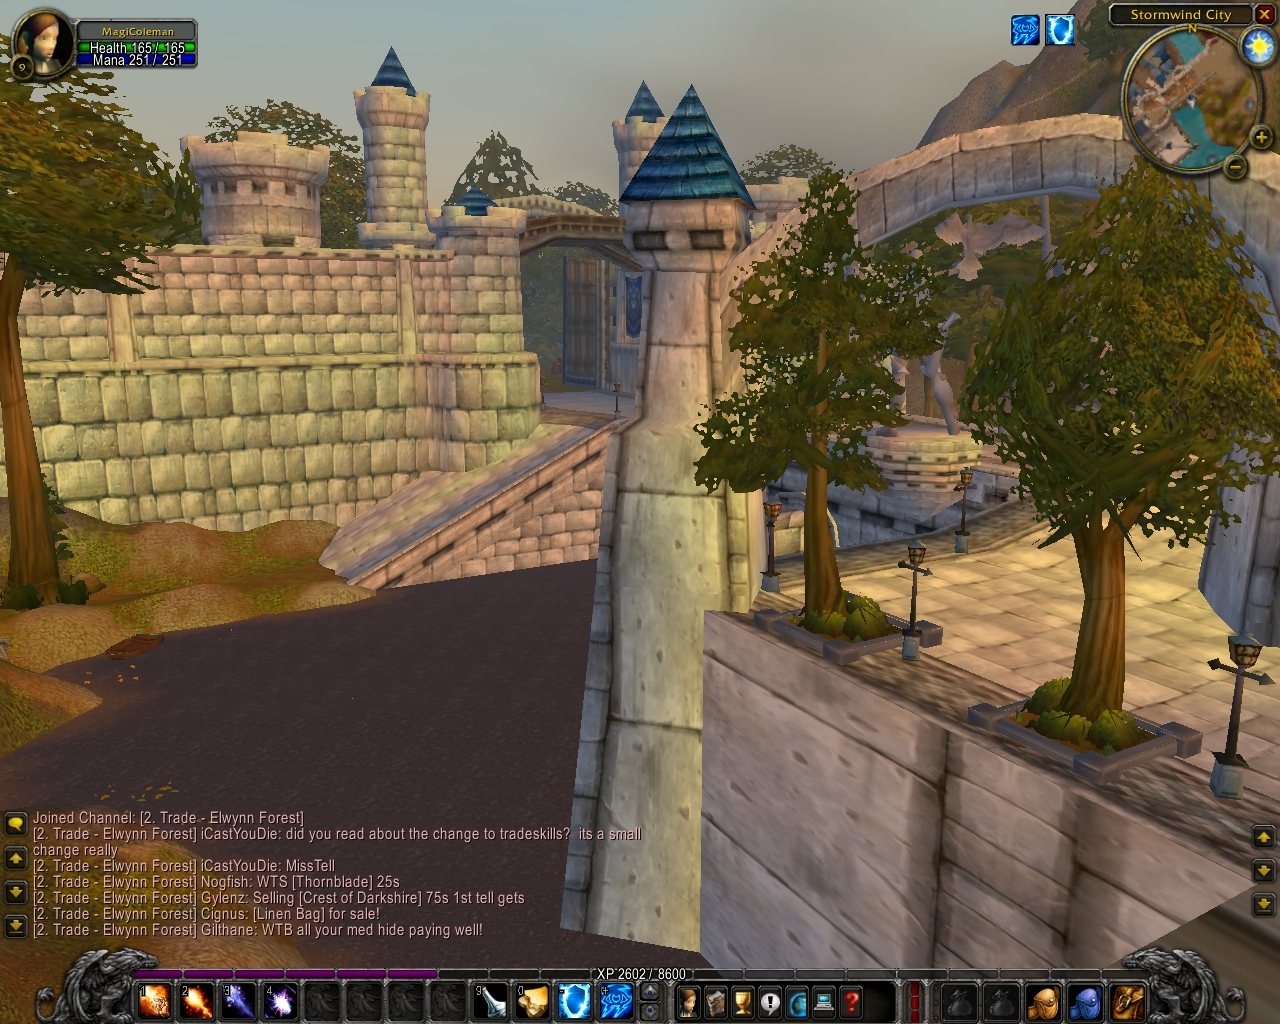 MagiColeman
Health 165 / 165
Mana 251 / 251
9
Stormwind City
N
Joined Channel: [2. Trade - Elwynn Forest]
[2. Trade - Elwynn Forest] iCastYouDie: did you read about the change to tradeskills?  its a small
change really
[2. Trade - Elwynn Forest] iCastYouDie: MissTell
[2. Trade - Elwynn Forest] Nogfish: WTS [Thornblade] 25s
[2. Trade - Elwynn Forest] Gylenz: Selling [Crest of Darkshire] 75s 1st tell gets
[2. Trade - Elwynn Forest] Cignus: [Linen Bag] for sale!
[2. Trade - Elwynn Forest] Gilthane: WTB all your med hide paying well!
XP 2602 / 8600
1 2 3 4 9 0 - +